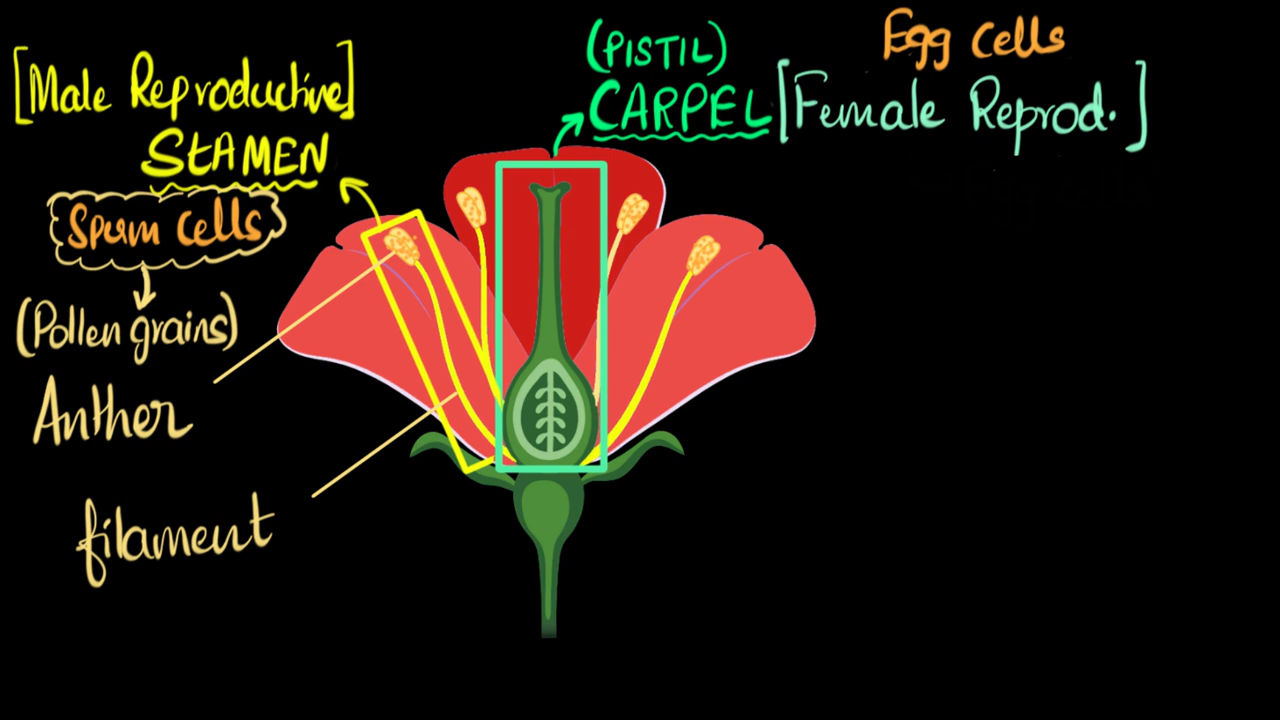 [Male Reproductive]
STAMEN
Sperm Cells
(Pollen grains)
Anther
filament
(PISTIL)
CARPEL [Female Reprod.]
Egg Cells